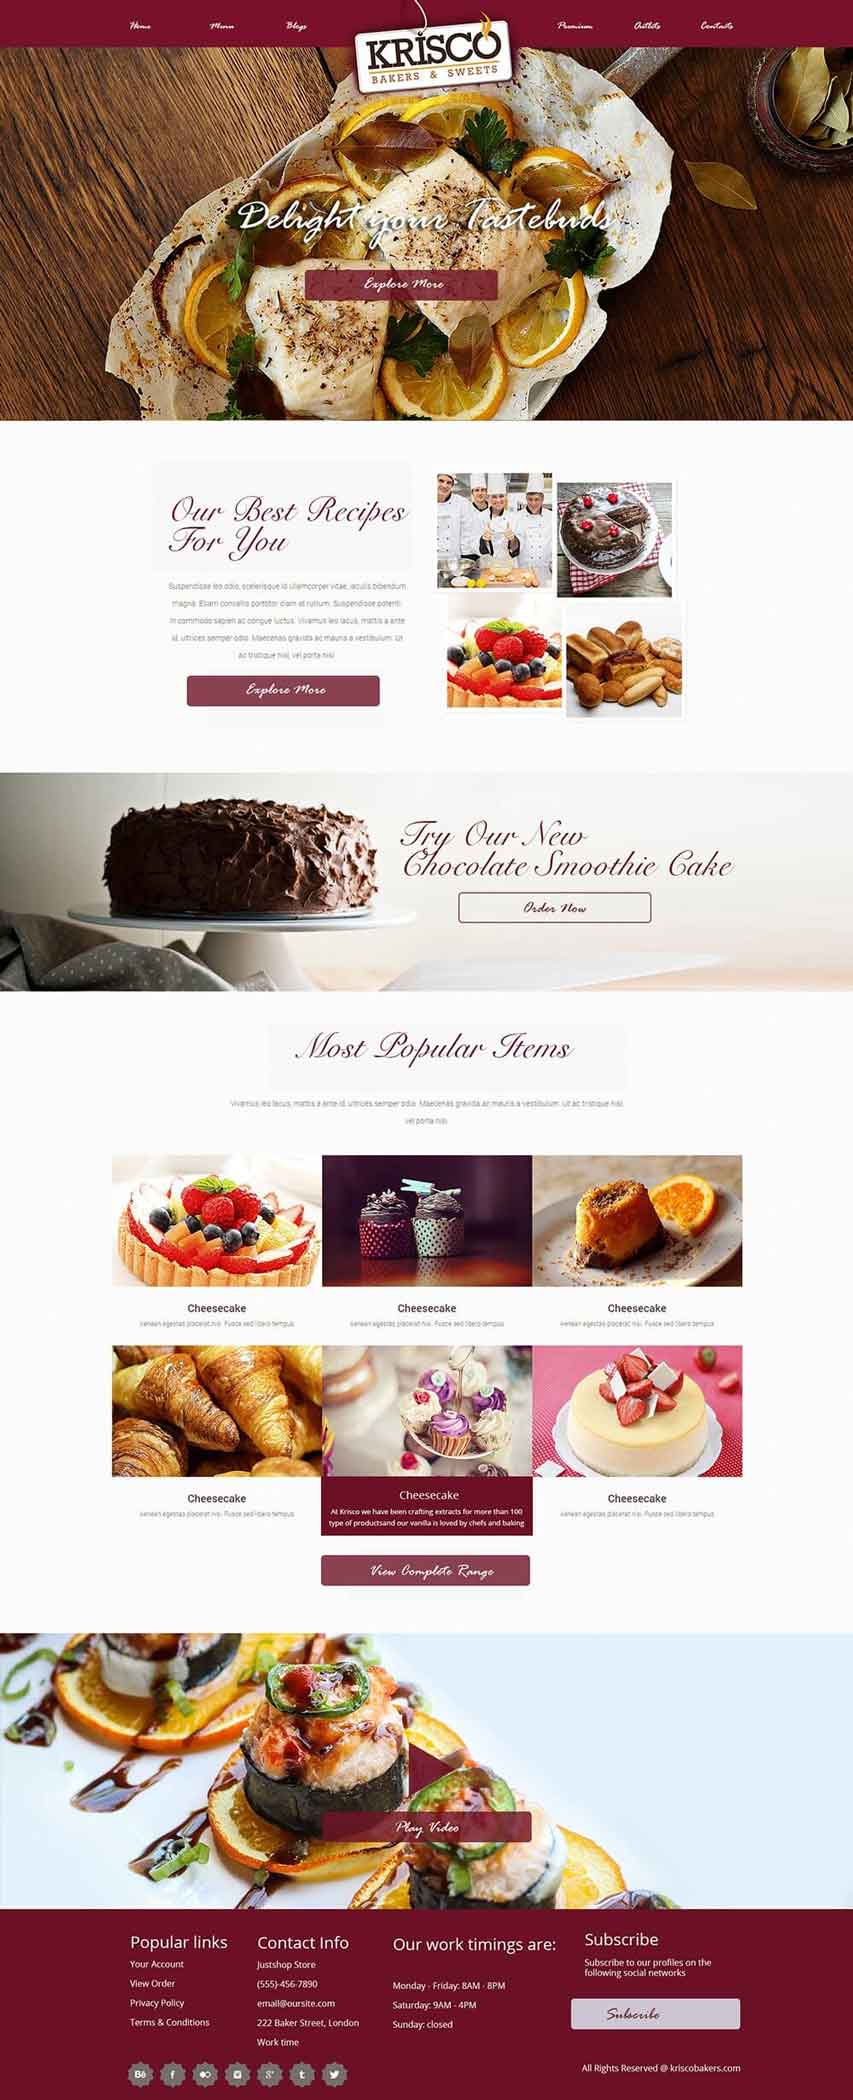 Home Menu Blogs
KRISCO
BAKERS & SWEETS
Premium Outlets Contacts
Delight your Tastebuds
Explore More
Our Best Recipes
For You
Suspendisse leo odio, scelerisque id ullamcorper vitae, iaculis bibendum
magna. Etiam convallis porttitor diam at rutrum. Suspendisse potenti.
In commodo sapien ac congue luctus. Vivamus leo lacus, mattis a ante
id, ultrices semper odio. Maecenas gravida ac mauris a vestibulum. Ut
ac tristique nisi, vel porta nisi.
Explore More
Try Our New
Chocolate Smoothie Cake
Order Now
Most Popular Items
Vivamus leo lacus, mattis a ante id, ultrices semper odio. Maecenas gravida ac mauris a vestibulum. Ut ac tristique nisi,
vel porta nisi.
Cheesecake
Aenean egestas placerat nisi. Fusce sed libero tempus
Cheesecake
Aenean egestas placerat nisi. Fusce sed libero tempus
Cheesecake
Aenean egestas placerat nisi. Fusce sed libero tempus
Cheesecake
Aenean egestas placerat nisi. Fusce sed libero tempus
Cheesecake
At Krisco we have been crafting extracts for more than 100
type of productsand our vanilla is loved by chefs and baking
Cheesecake
Aenean egestas placerat nisi. Fusce sed libero tempus
View Complete Range
Play Video
Popular links
Your Account
View Order
Privacy Policy
Terms & Conditions
Contact Info
Justshop Store
(555)-456-7890
email@oursite.com
222 Baker Street, London
Work time
Our work timings are:
Monday - Friday: 8AM - 8PM
Saturday: 9AM - 4PM
Sunday: closed
Subscribe
Subscribe to our profiles on the
following social networks
Subscribe
All Rights Reserved @ kriscobakers.com